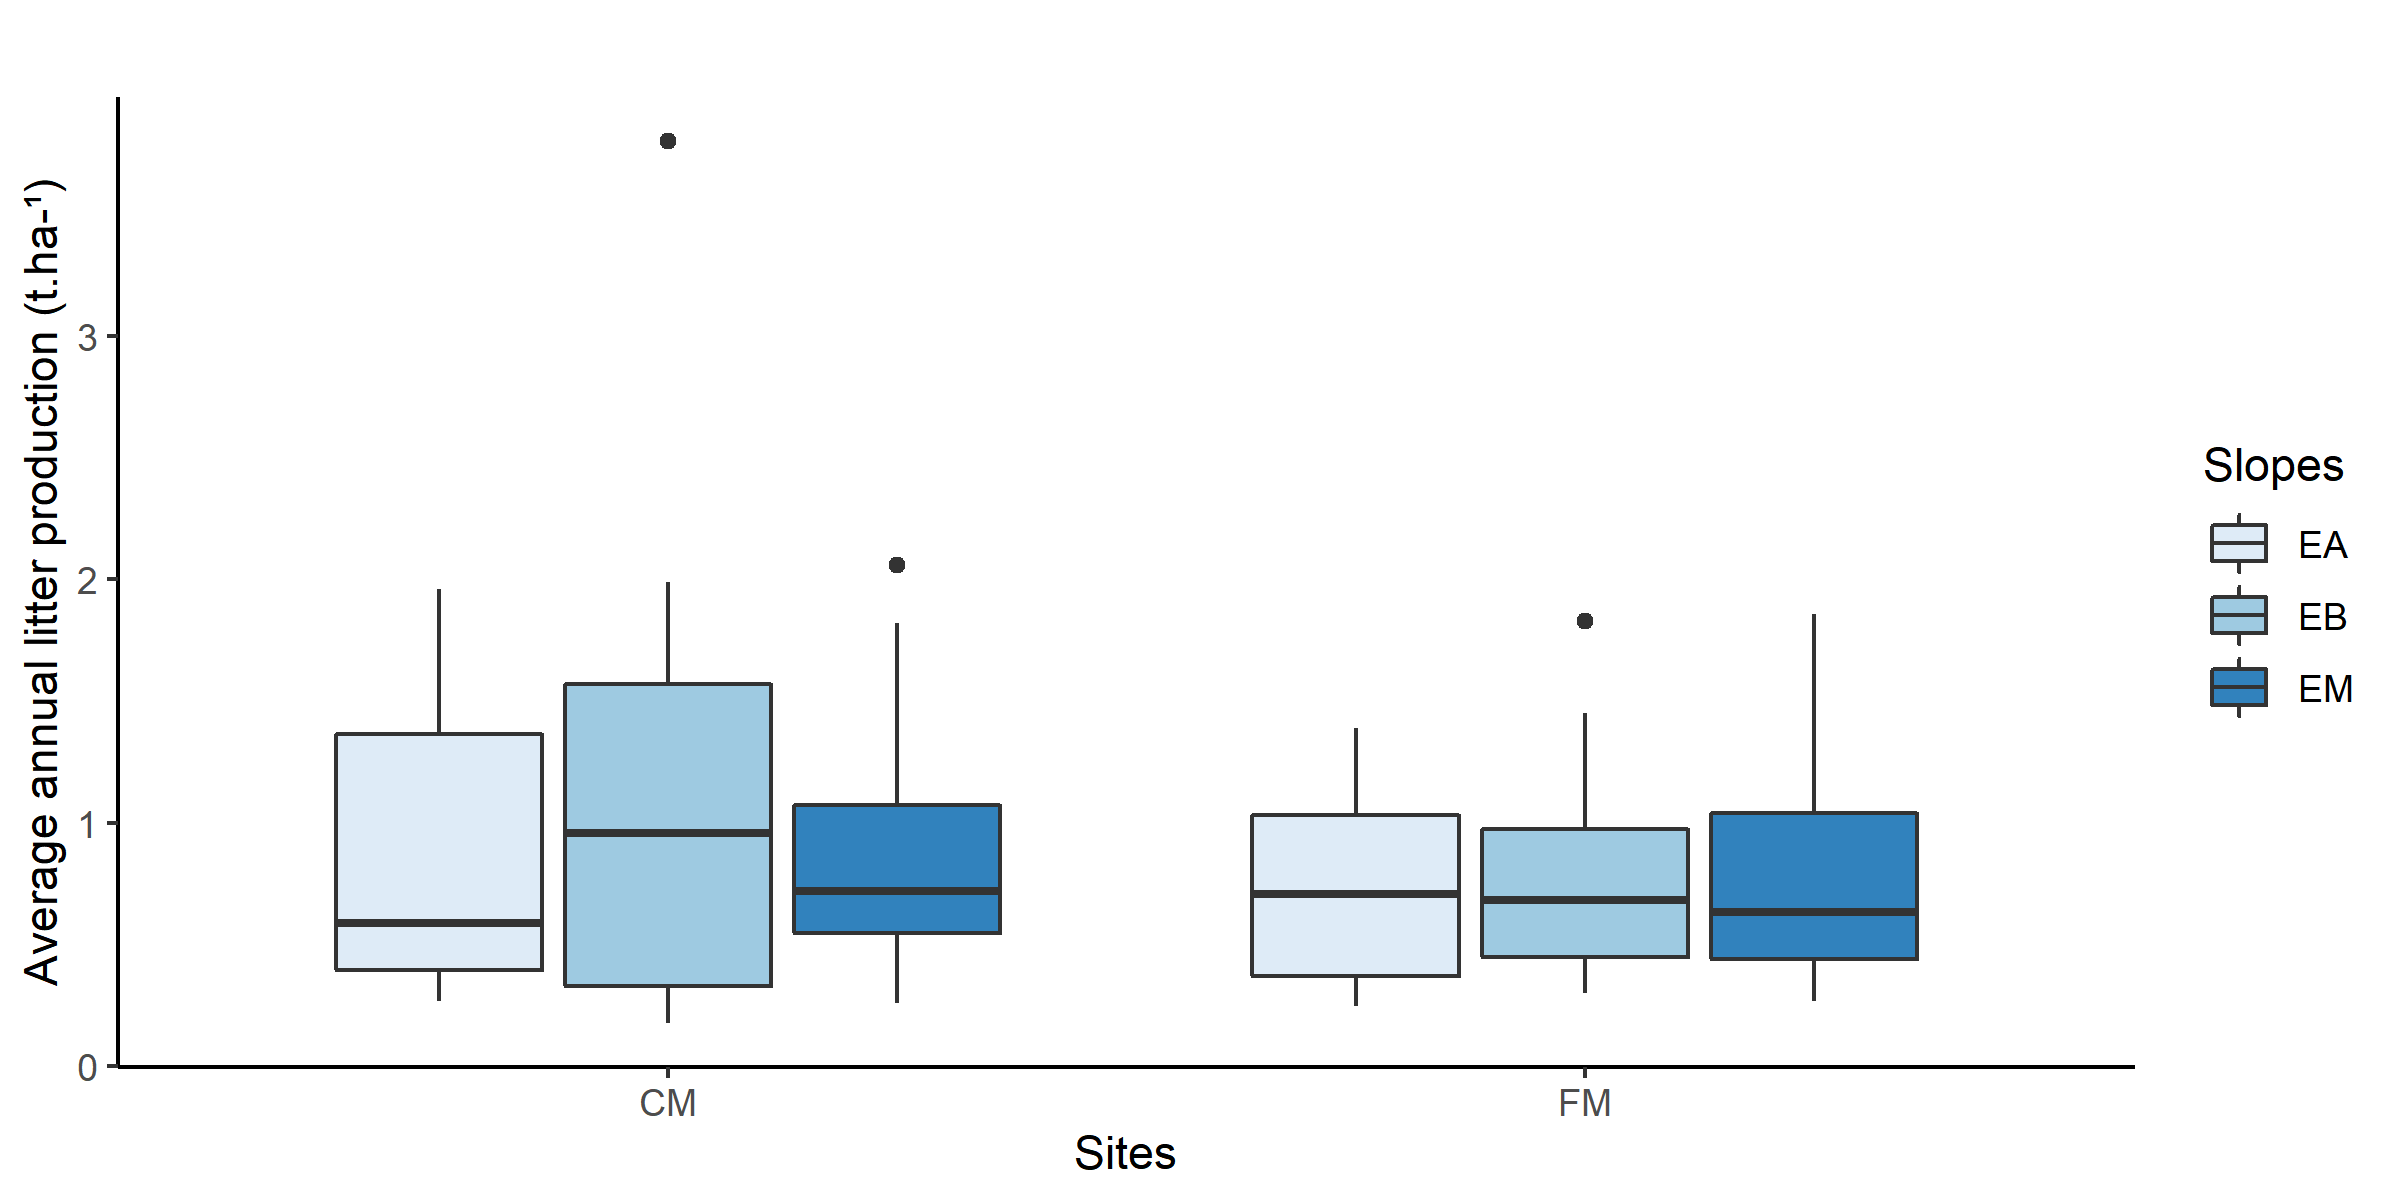 Average annual litter production (t.ha-¹)
3
2
1
0
CM
FM
Sites
Slopes
EA
EB
EM